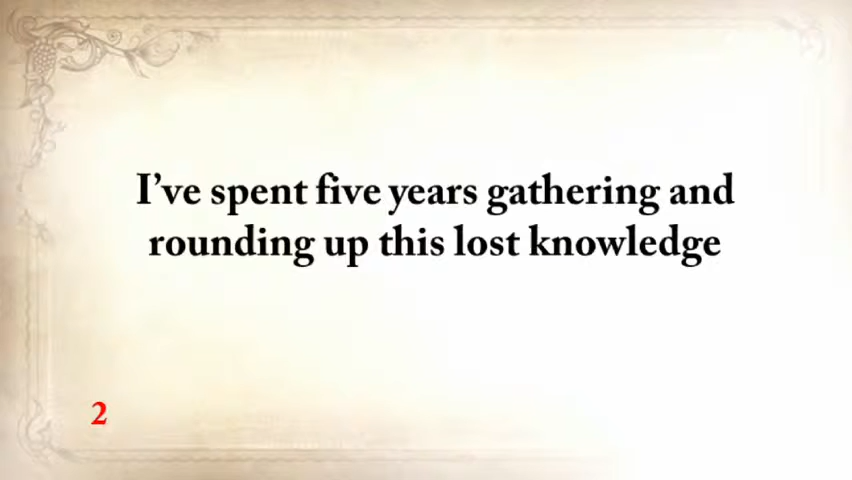 I’ve spent five years gathering and
rounding up this lost knowledge
2